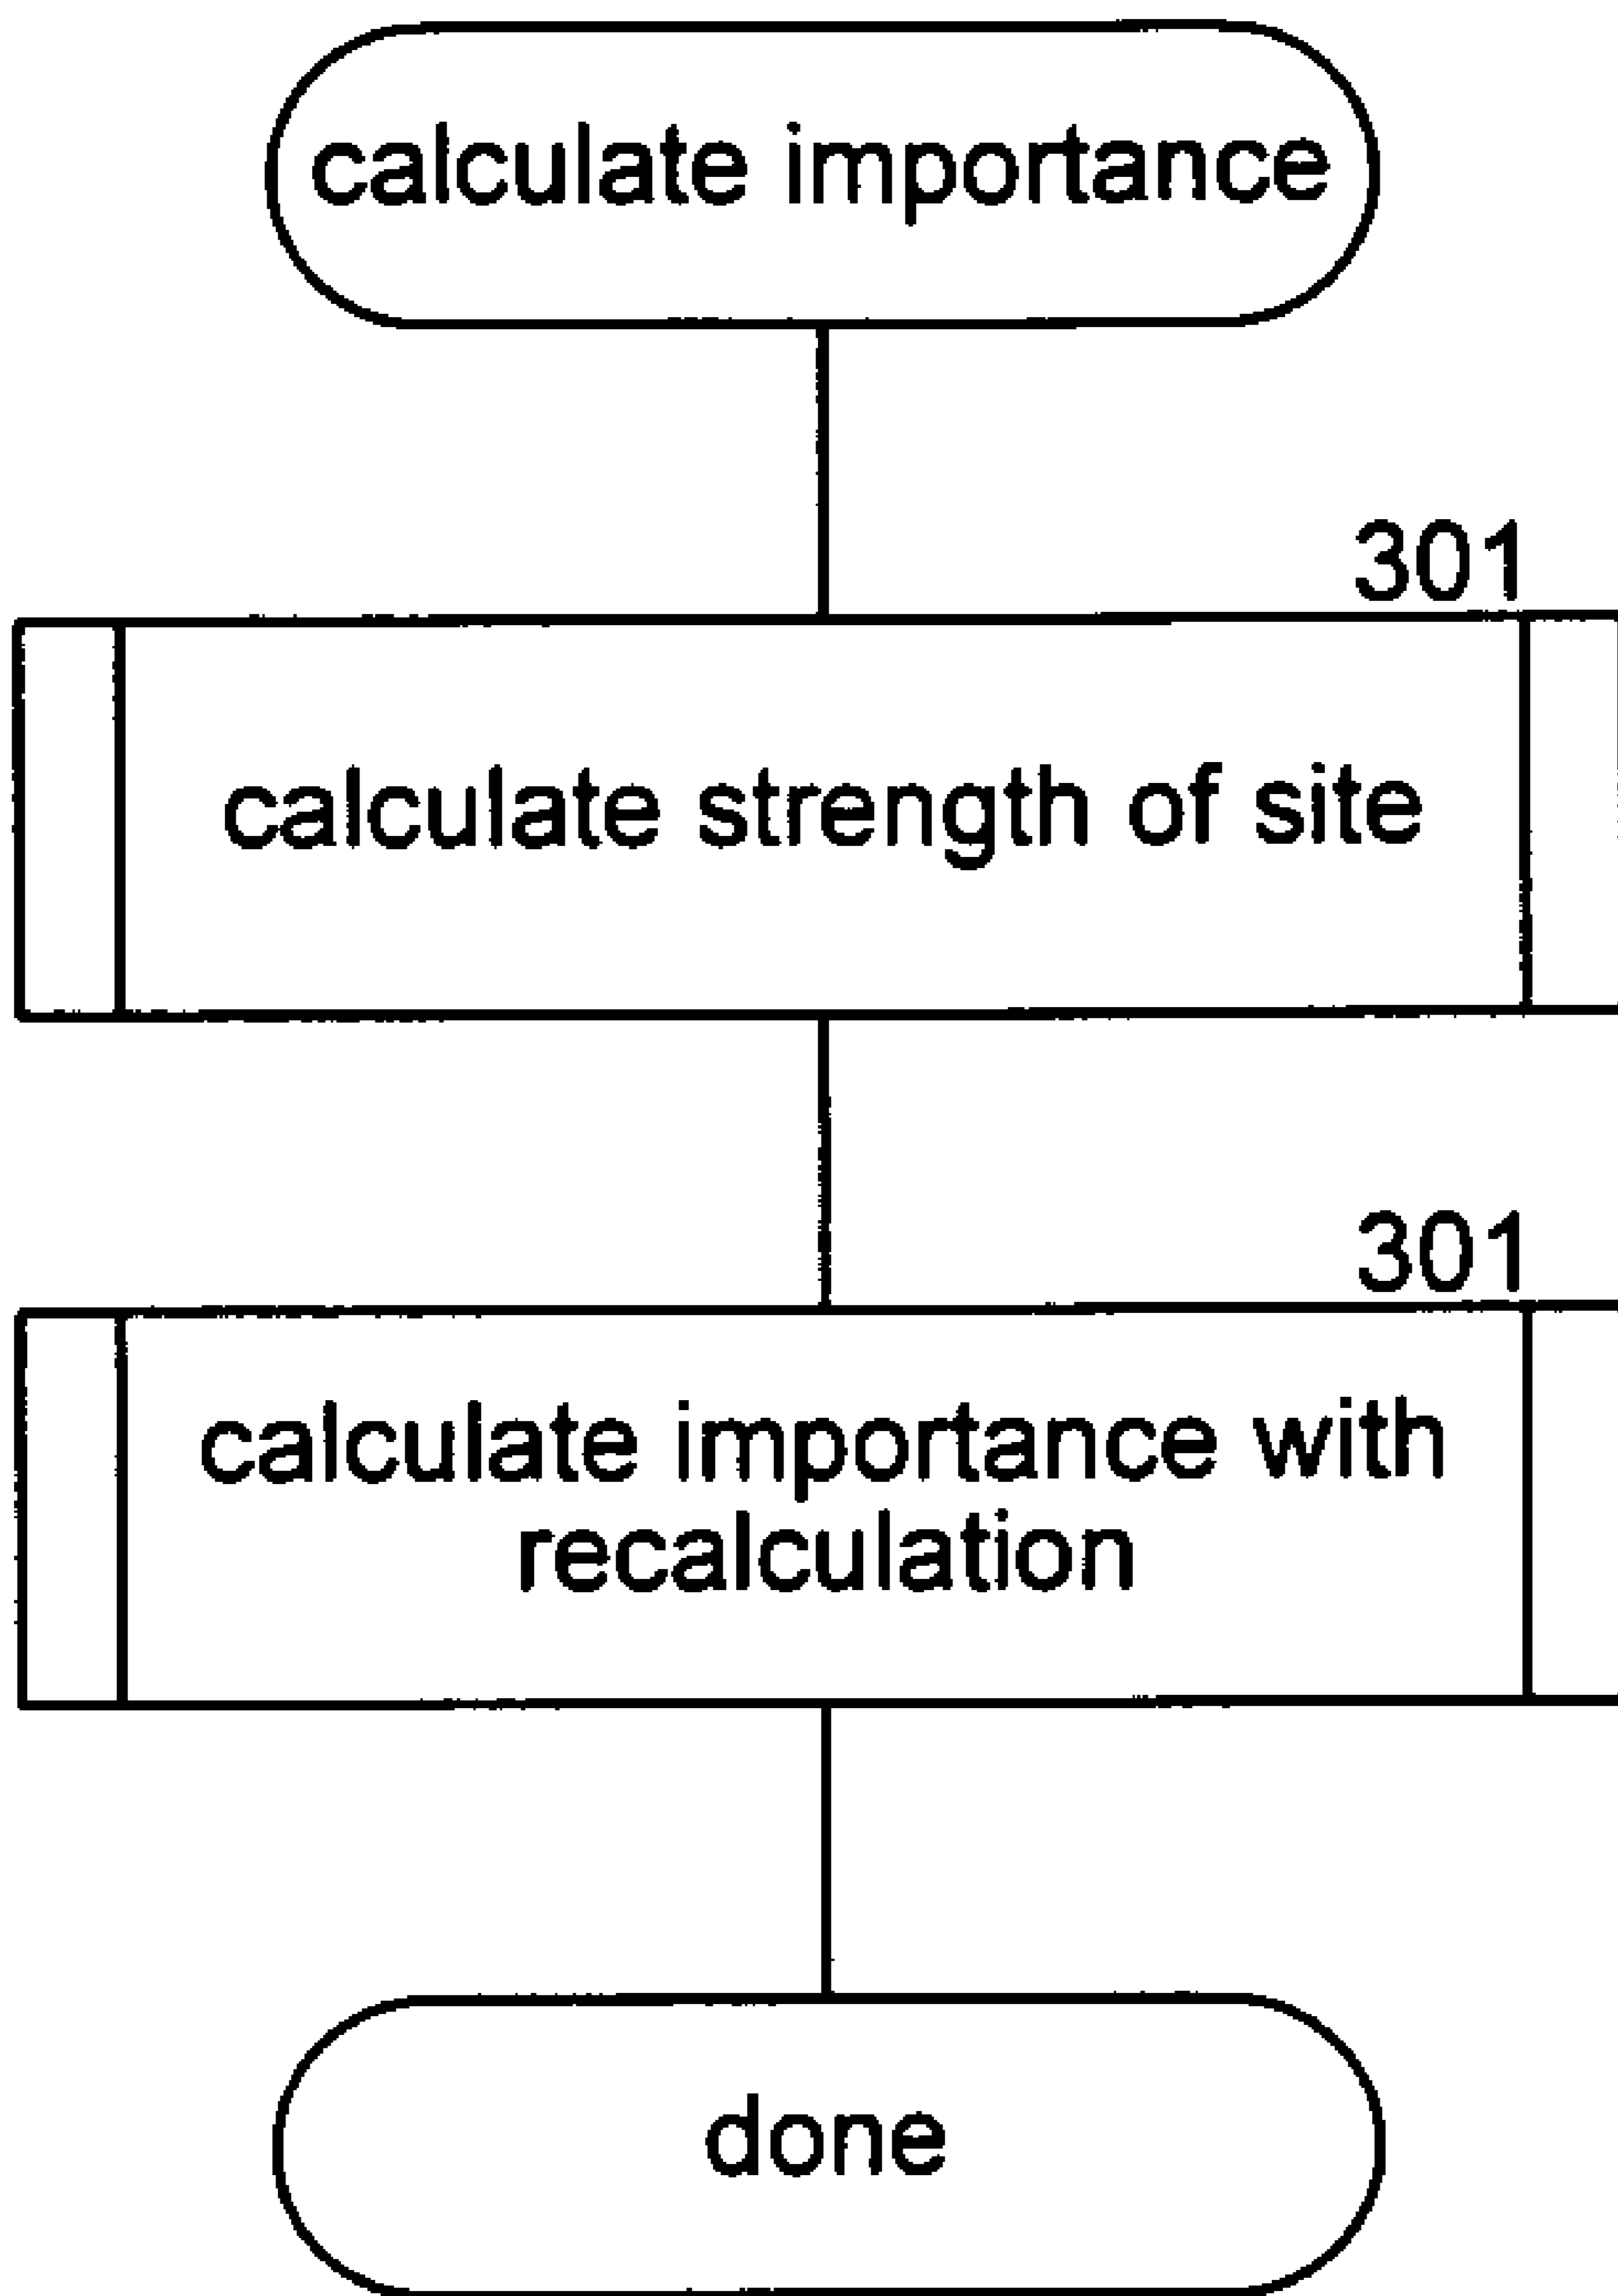 calculate importance
301
calculate strength of site
301
calculate importance with
recalculation
done